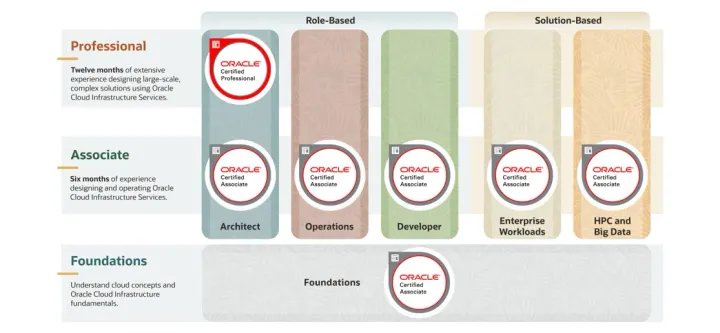 Role-Based
Solution-Based
Professional
Twelve months of extensive
experience designing large-scale,
complex solutions using Oracle
Cloud Infrastructure Services.
ORACLE
Certified
Professional
Associate
Six months of experience
designing and operating Oracle
Cloud Infrastructure Services.
ORACLE
Certified
Associate
ORACLE
Certified
Associate
ORACLE
Certified
Associate
ORACLE
Certified
Associate
ORACLE
Certified
Associate
Architect
Operations
Developer
Enterprise
Workloads
HPC and
Big Data
Foundations
Understand cloud concepts and
Oracle Cloud Infrastructure
fundamentals.
Foundations
ORACLE
Certified
Associate